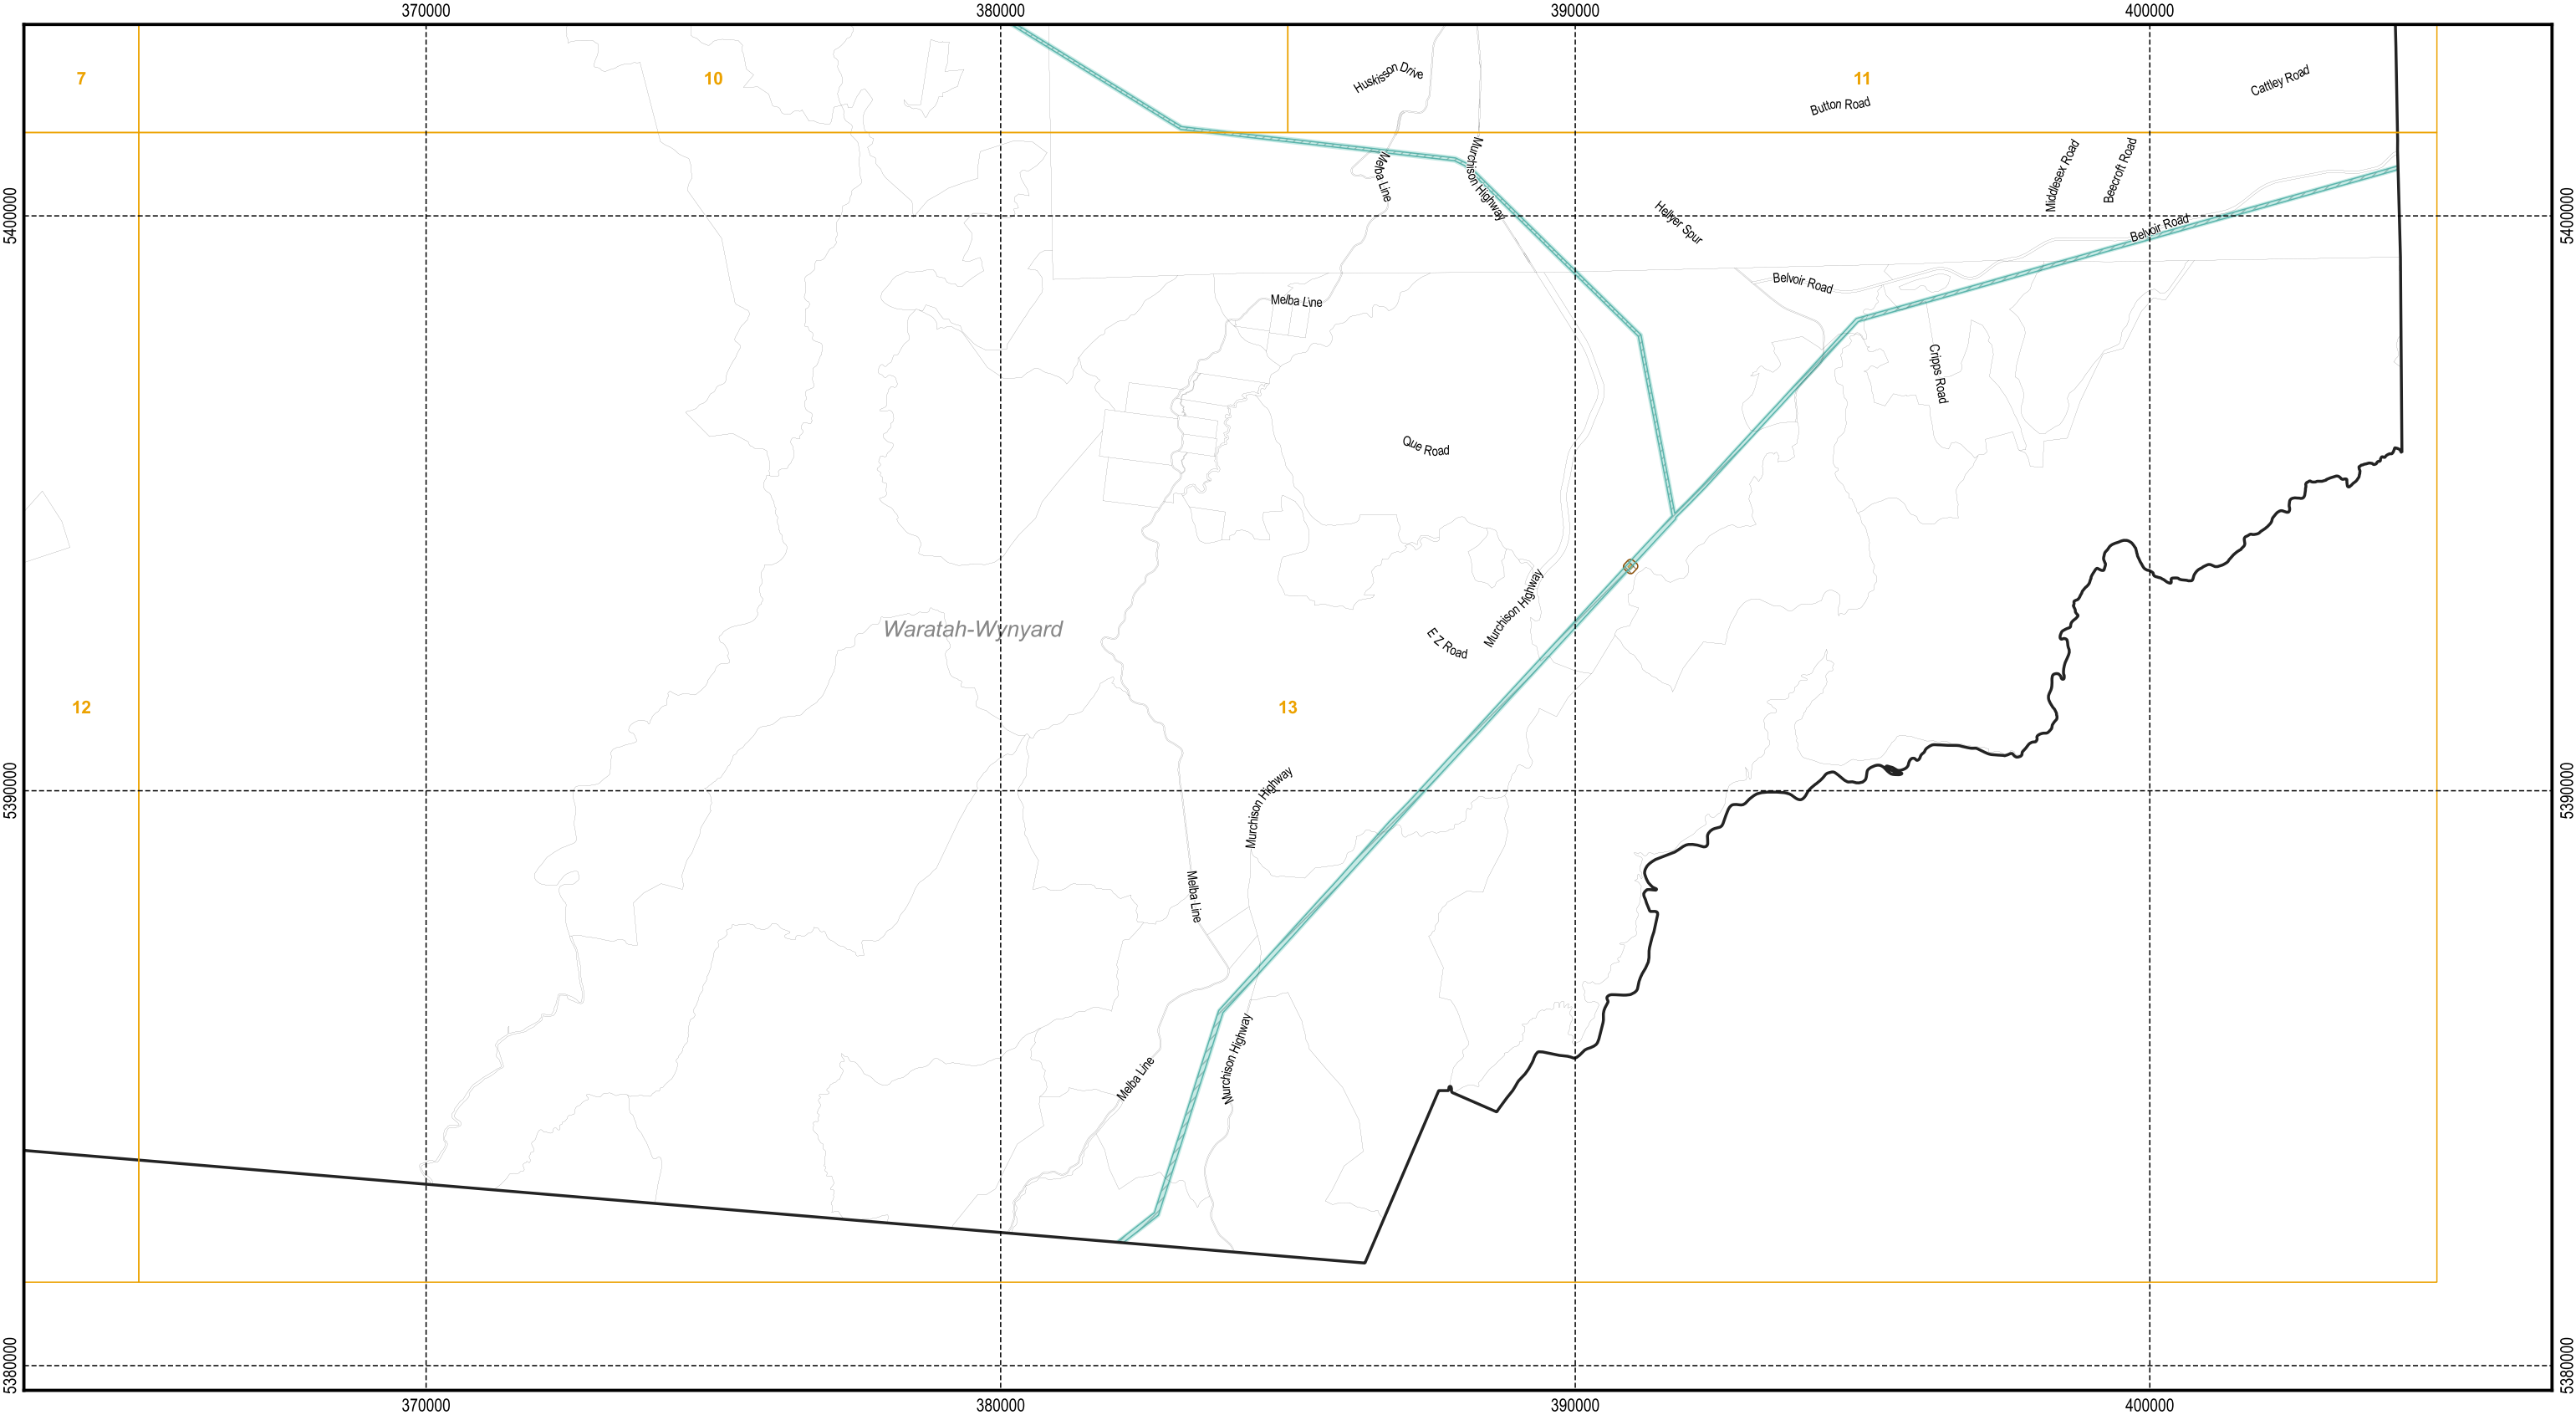 370000
380000
390000
400000
7
10
11
Huskisson Drive
Cattley Road
Button Road
Murchison Highway
Melba Line
Middlesex Road
Beecroft Road
5400000
5400000
Hellyer Spur
Belvoir Road
Belvoir Road
Melba Line
Cripps Road
Que Road
Murchison Highway
Waratah-Wynyard
E Z Road
12
13
5390000
5390000
Murchison Highway
Melba Line
Murchison Highway
Melba Line
5380000
5380000
370000
380000
390000
400000